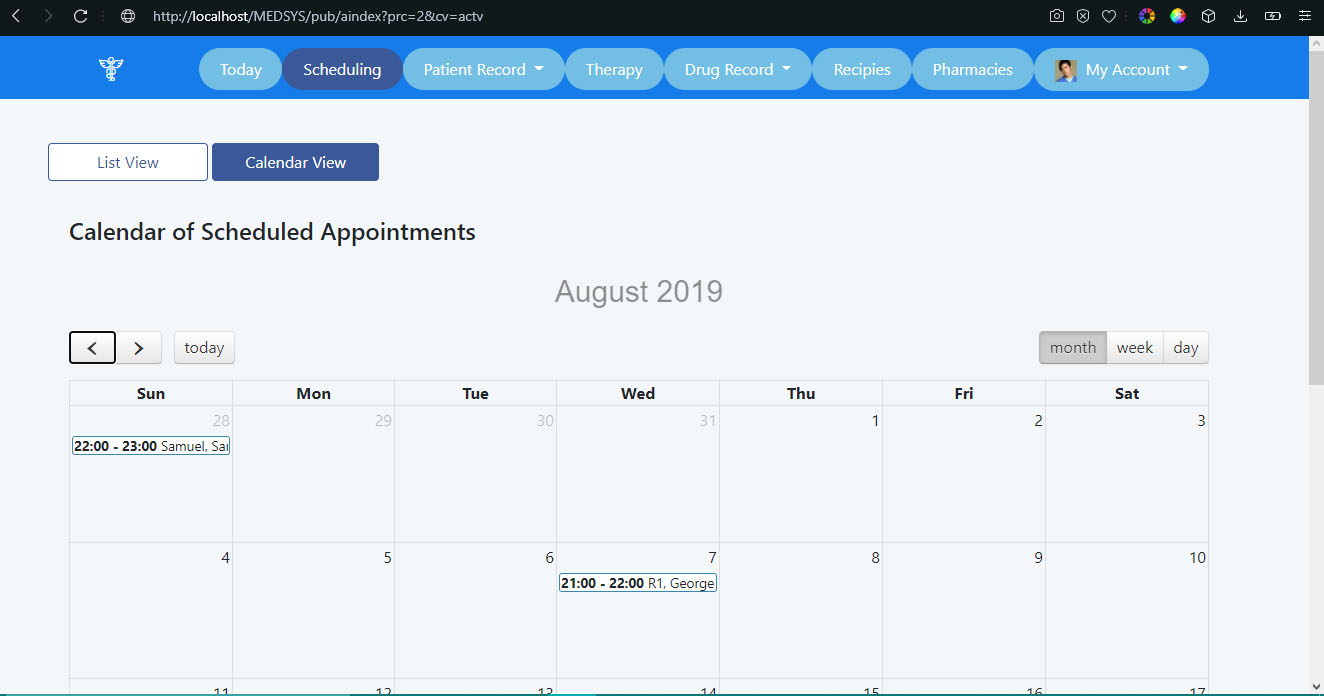 http://localhost/MEDSYS/pub/aindex?prc=2&cv=actv
Today Scheduling Patient Record Therapy Drug Record Recipies Pharmacies My Account
List View Calendar View
Calendar of Scheduled Appointments
August 2019
today month week day
Sun Mon Tue Wed Thu Fri Sat
28 29 30 31 1 2 3
22:00 - 23:00 Samuel, Sa
4 5 6 7 8 9 10
21:00 - 22:00 R1, George
11 12 13 14 15 16 17